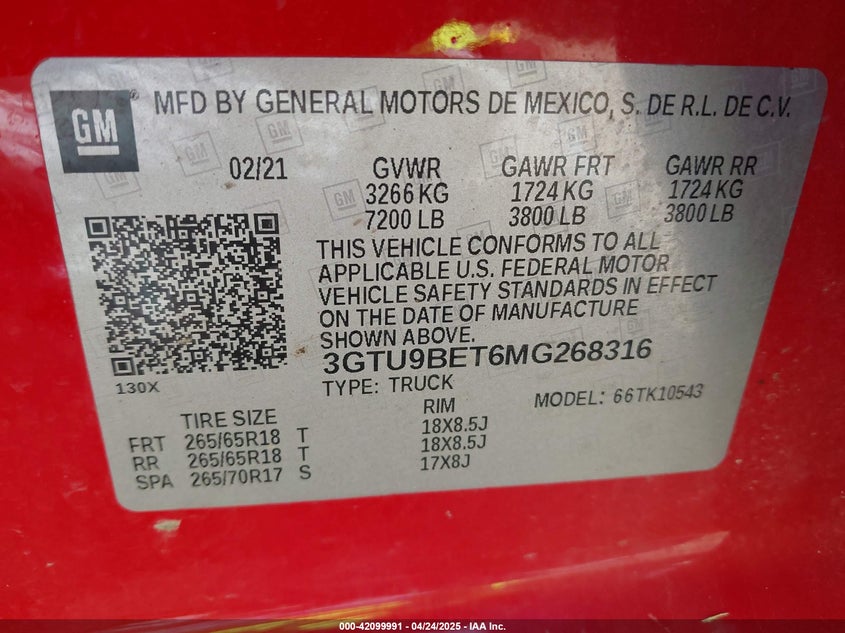 GM
MFD BY GENERAL MOTORS DE MEXICO, S. DE R.L. DE C.V.
02/21 GVWR GAWR FRT GAWR RR
3266 KG 1724 KG 1724 KG
7200 LB 3800 LB 3800 LB
THIS VEHICLE CONFORMS TO ALL
APPLICABLE U.S. FEDERAL MOTOR
VEHICLE SAFETY STANDARDS IN EFFECT
ON THE DATE OF MANUFACTURE
SHOWN ABOVE.
3GTU9BET6MG268316
130X
TYPE: TRUCK MODEL: 66TK10543
TIRE SIZE RIM
FRT 265/65R18 T 18X8.5J
RR 265/65R18 T 18X8.5J
SPA 265/70R17 S 17X8J
000-42099991 - 04/24/2025 - IAA Inc.